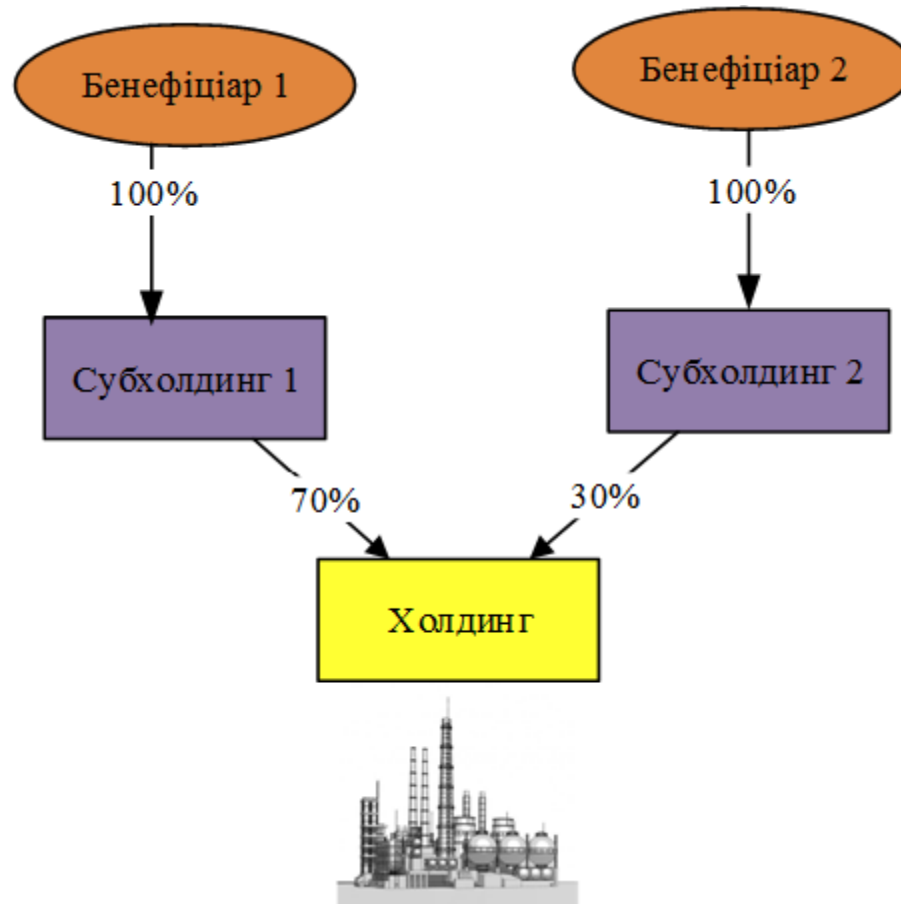 Бенефіціар 1
Бенефіціар 2
100%
100%
Субхолдинг 1
Субхолдинг 2
70%
30%
Холдинг